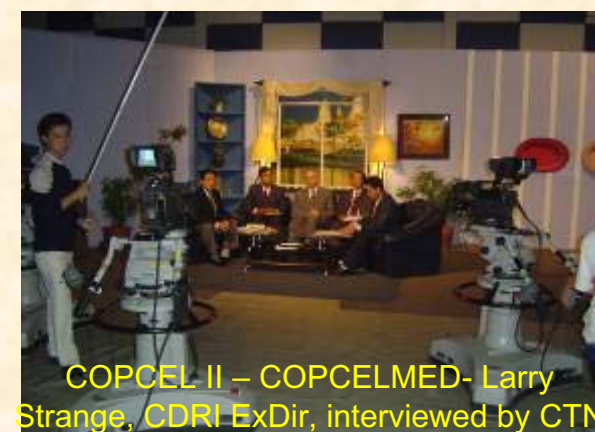 COPCEL II – COPCELMED- Larry
Strange, CDRI ExDir, interviewed by CTN